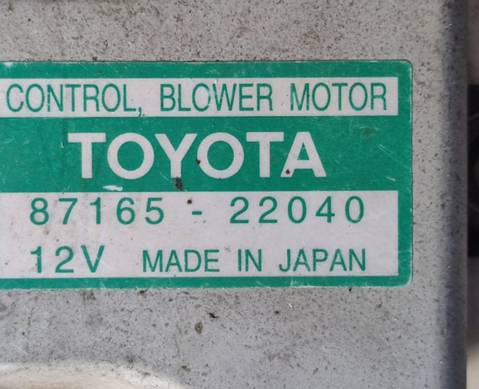 CONTROL, BLOWER MOTOR
TOYOTA
87165 - 22040
12V MADE IN JAPAN